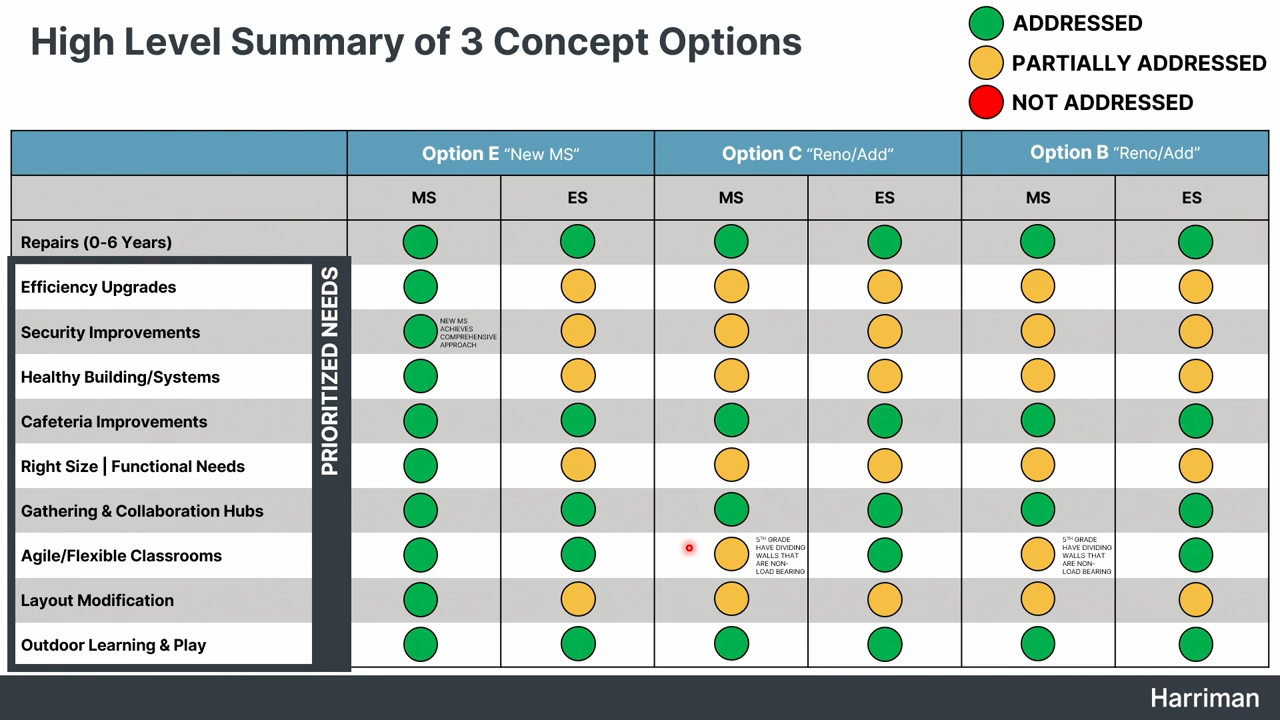 High Level Summary of 3 Concept Options
ADDRESSED
PARTIALLY ADDRESSED
NOT ADDRESSED
Option E “New MS”
Option C “Reno/Add”
Option B “Reno/Add”
MS
ES
MS
ES
MS
ES
Repairs (0-6 Years)
PRIORITIZED NEEDS
Efficiency Upgrades
Security Improvements
NEW MS
ACHIEVES
COMPREHENSIVE
APPROACH
Healthy Building/Systems
Cafeteria Improvements
Right Size | Functional Needs
Gathering & Collaboration Hubs
Agile/Flexible Classrooms
5TH GRADE
HAVE DIVIDING
WALLS THAT
ARE NON-
LOAD BEARING
5TH GRADE
HAVE DIVIDING
WALLS THAT
ARE NON-
LOAD BEARING
Layout Modification
Outdoor Learning & Play
Harriman